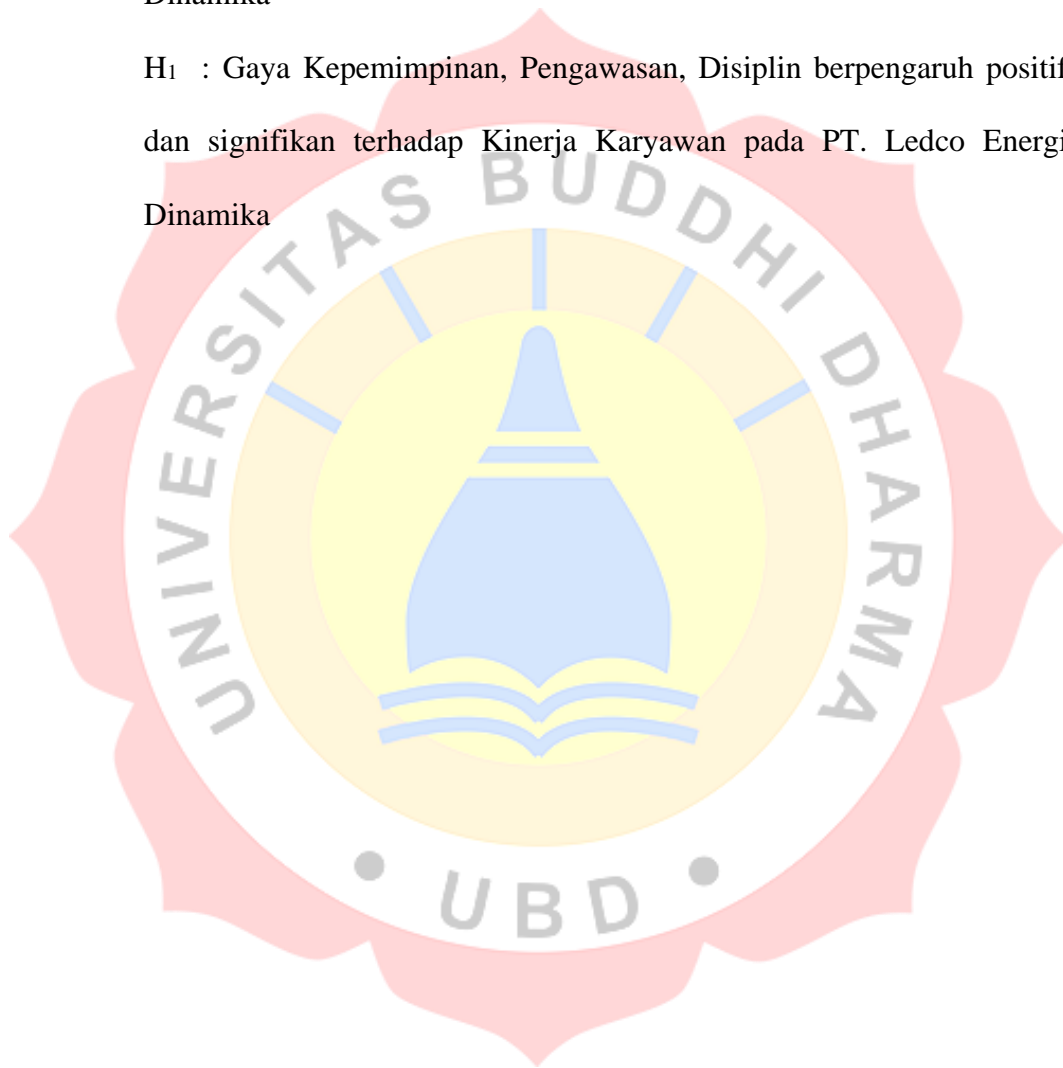 Dinamika
H1 : Gaya Kepemimpinan, Pengawasan, Disiplin berpengaruh positif
dan signifikan terhadap Kinerja Karyawan pada PT. Ledco Energi
Dinamika
UNIVERSITAS BUDDHI DHARMA
• UBD •